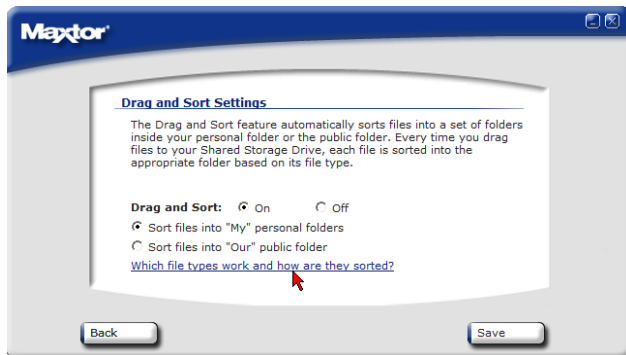 Maxtor
Drag and Sort Settings
The Drag and Sort feature automatically sorts files into a set of folders
inside your personal folder or the public folder. Every time you drag
files to your Shared Storage Drive, each file is sorted into the
appropriate folder based on its file type.
Drag and Sort: On Off
Sort files into "My" personal folders
Sort files into "Our" public folder
Which file types work and how are they sorted?
Back Save